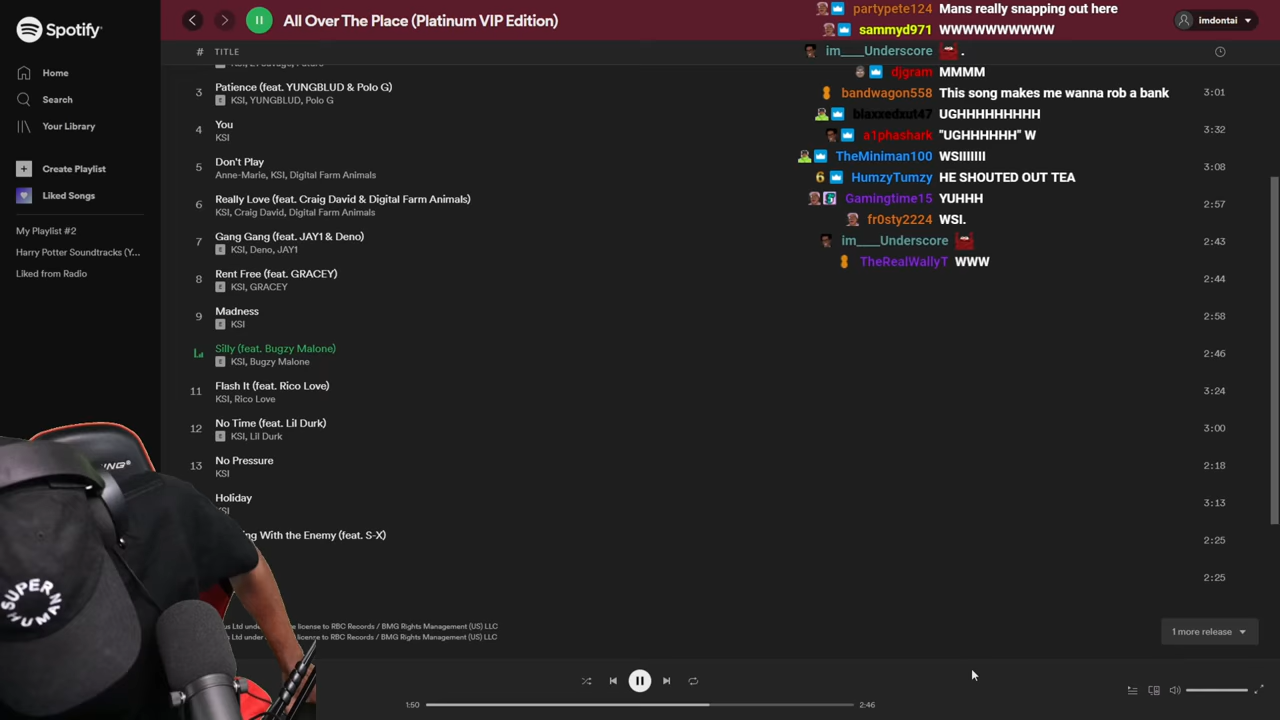 Spotify
All Over The Place (Platinum VIP Edition)
imdontai
partypete124 Mans really snapping out here
sammyd971 WWWWWWWWWW
im___Underscore .
djgram MMMM
bandwagon558 This song makes me wanna rob a bank
blaxxedxut47 UGHHHHHHHHH
a1phashark "UGHHHHHH" W
TheMiniman100 WSIIIIIII
HumzyTumzy HE SHOUTED OUT TEA
Gamingtime15 YUHHH
fr0sty2224 WSI.
im___Underscore
TheRealWallyT WWW
Home
Search
Your Library
Create Playlist
Liked Songs
My Playlist #2
Harry Potter Soundtracks (Y...
Liked from Radio
# TITLE
3 Patience (feat. YUNGBLUD & Polo G) 3:01
E KSI, YUNGBLUD, Polo G
4 You 3:32
KSI
5 Don't Play 3:08
Anne-Marie, KSI, Digital Farm Animals
6 Really Love (feat. Craig David & Digital Farm Animals) 2:57
KSI, Craig David, Digital Farm Animals
7 Gang Gang (feat. JAY1 & Deno) 2:43
E KSI, Deno, JAY1
8 Rent Free (feat. GRACEY) 2:44
E KSI, GRACEY
9 Madness 2:58
E KSI
Silly (feat. Bugzy Malone) 2:46
E KSI, Bugzy Malone
11 Flash It (feat. Rico Love) 3:24
KSI, Rico Love
12 No Time (feat. Lil Durk) 3:00
E KSI, Lil Durk
13 No Pressure 2:18
KSI
Holiday 3:13
KSI
ng With the Enemy (feat. S-X) 2:25
2:25
license to RBC Records / BMG Rights Management (US) LLC
license to RBC Records / BMG Rights Management (US) LLC
1 more release
1:50 2:46
SUPER HUMAN